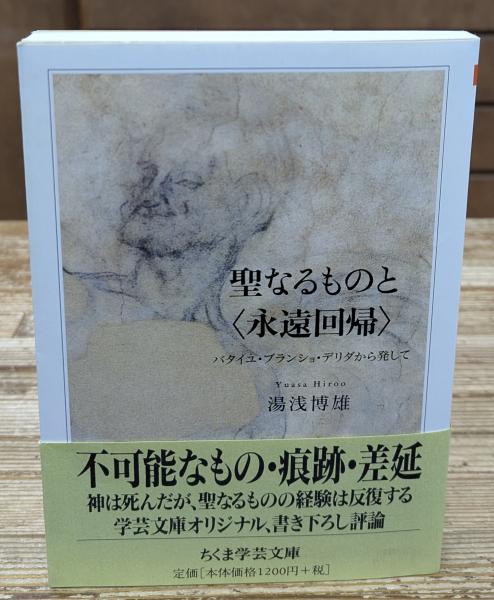 聖なるものと
〈永遠回帰〉
バタイユ・ブランショ・デリダから発して
Yuasa Hiroo
湯浅博雄
不可能なもの・痕跡・差延
神は死んだが、聖なるものの経験は反復する
学芸文庫オリジナル、書き下ろし評論
ちくま学芸文庫
定価[本体価格1200円+税]